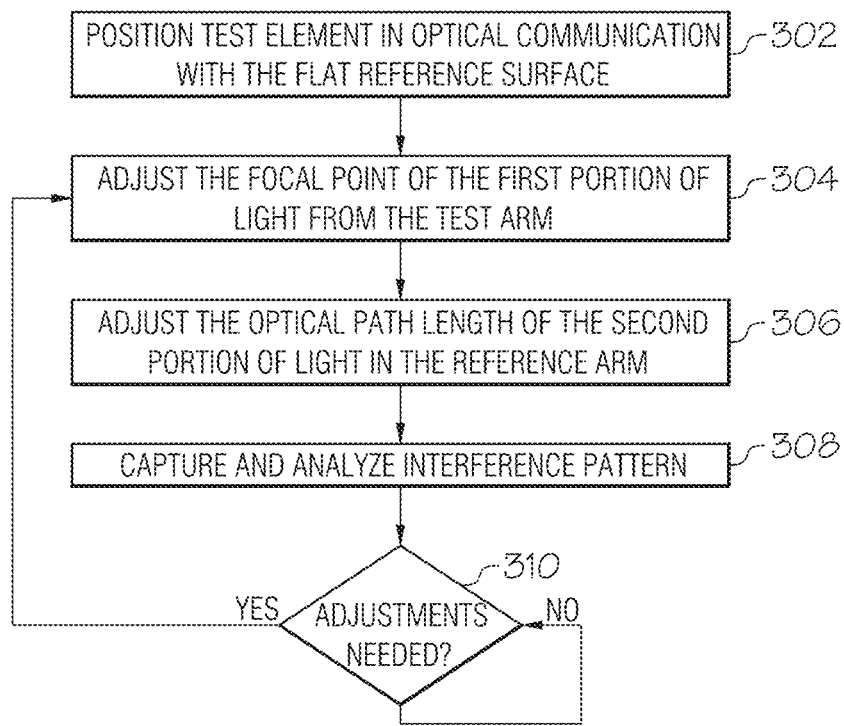 POSITION TEST ELEMENT IN OPTICAL COMMUNICATION
WITH THE FLAT REFERENCE SURFACE
302
ADJUST THE FOCAL POINT OF THE FIRST PORTION OF
LIGHT FROM THE TEST ARM
304
ADJUST THE OPTICAL PATH LENGTH OF THE SECOND
PORTION OF LIGHT IN THE REFERENCE ARM
306
CAPTURE AND ANALYZE INTERFERENCE PATTERN
308
310
YES
ADJUSTMENTS
NEEDED?
NO